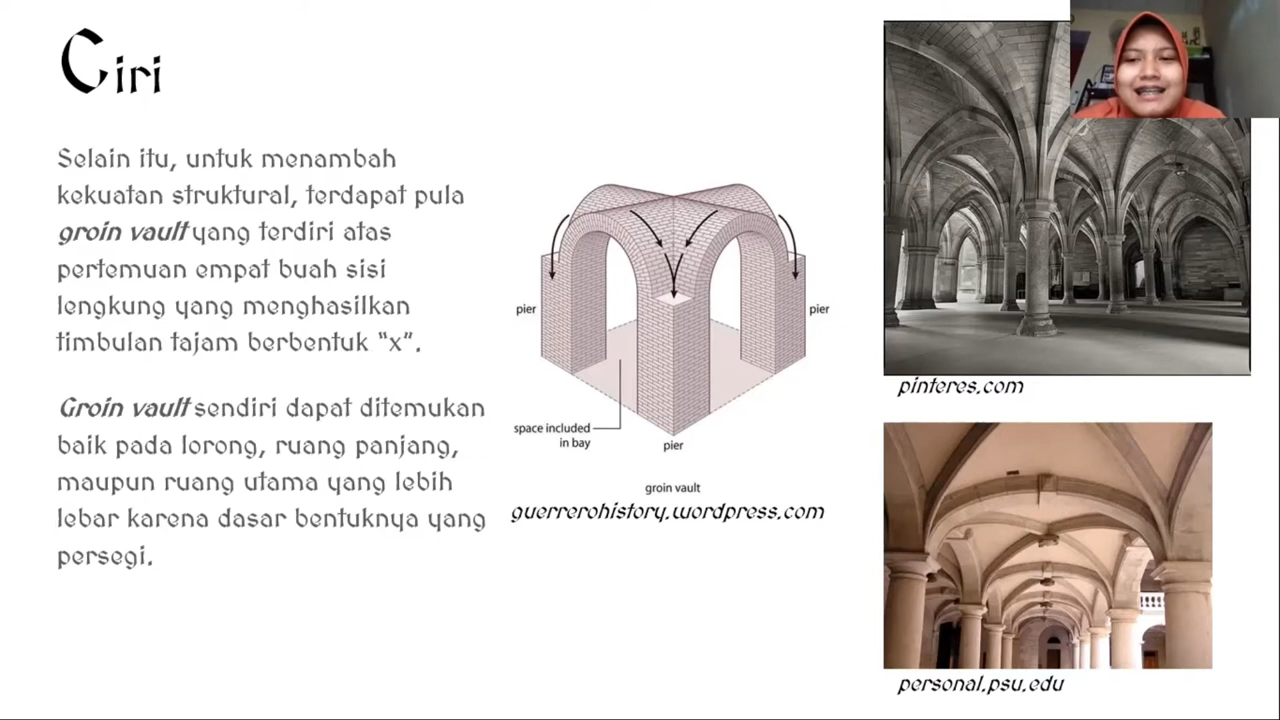 Ciri
Selain itu, untuk menambah
kekuatan struktural, terdapat pula
groin vault yang terdiri atas
pertemuan empat buah sisi
lengkung yang menghasilkan
timbulan tajam berbentuk “x”.
Groin vault sendiri dapat ditemukan
baik pada lorong, ruang panjang,
maupun ruang utama yang lebih
lebar karena dasar bentuknya yang
persegi.
pier
pier
space included
in bay
pier
groin vault
guerrerohistory.wordpress.com
pinteres.com
personal.psu.edu